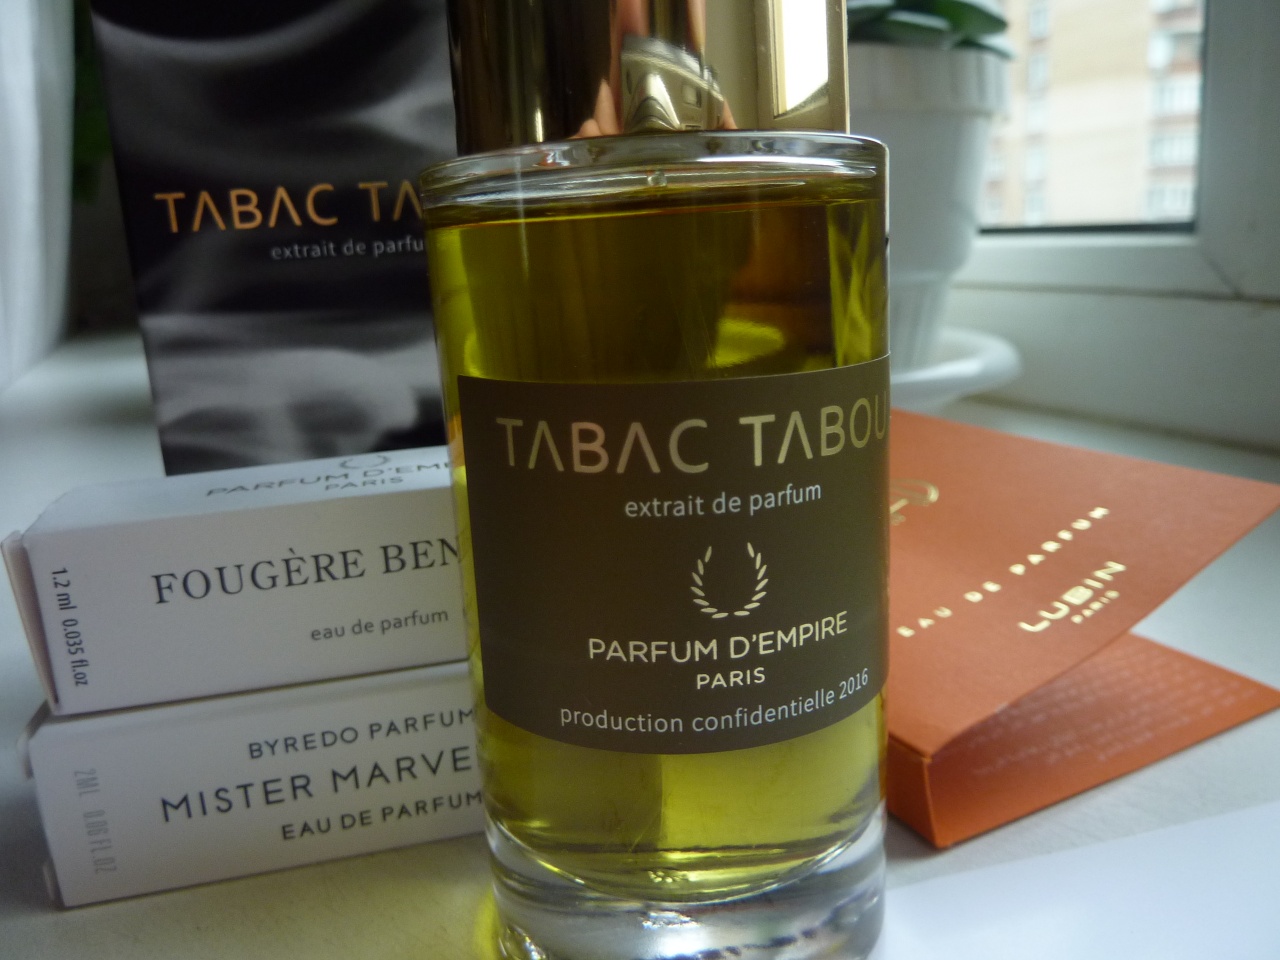 TABAC TA
extrait de parfu
PARFUM D'EMP
PARIS
FOUGÈRE BEN
eau de parfum
1.2 ml 0.035 fl.oz
BYREDO PARFUM
MISTER MARVE
EAU DE PARFUM
2ML 0.06 FL.OZ
TABAC TABOU
extrait de parfum
PARFUM D'EMPIRE
PARIS
production confidentielle 2016
EAU DE PARFUM
LUBIN
PARIS